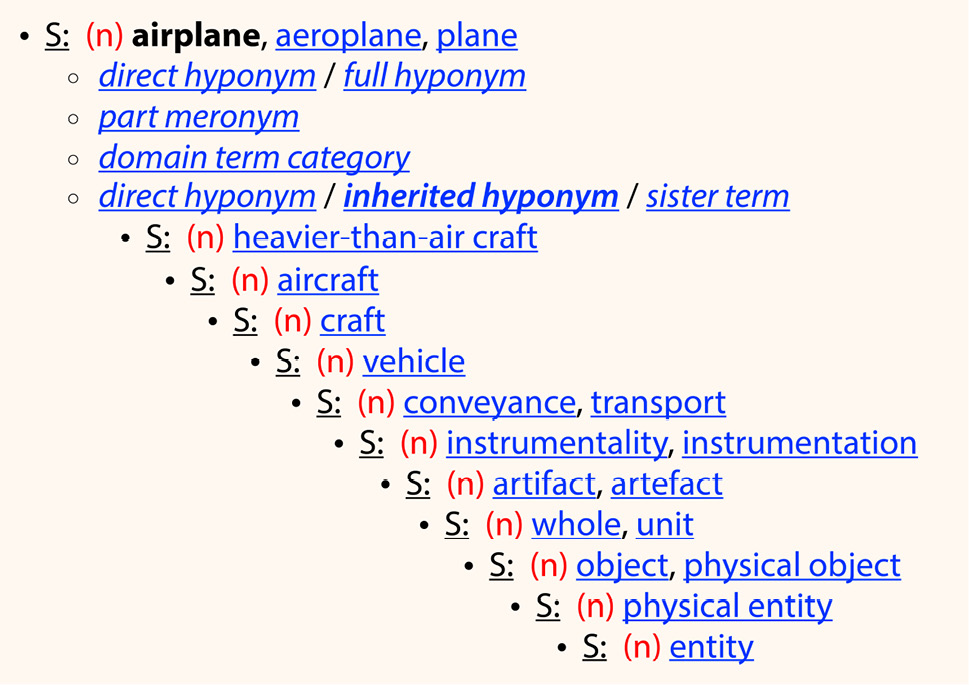 • S: (n) airplane, aeroplane, plane
○ direct hyponym / full hyponym
○ part meronym
○ domain term category
○ direct hyponym / inherited hyponym / sister term
• S: (n) heavier-than-air craft
• S: (n) aircraft
• S: (n) craft
• S: (n) vehicle
• S: (n) conveyance, transport
• S: (n) instrumentality, instrumentation
• S: (n) artifact, artefact
• S: (n) whole, unit
• S: (n) object, physical object
• S: (n) physical entity
• S: (n) entity